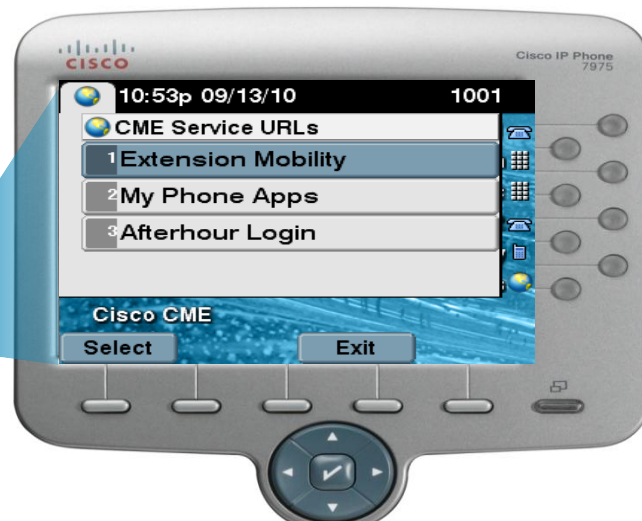 CISCO
Cisco IP Phone
7975
10:53p 09/13/10 1001
CME Service URLs
1 Extension Mobility
2 My Phone Apps
3 Afterhour Login
Cisco CME
Select Exit